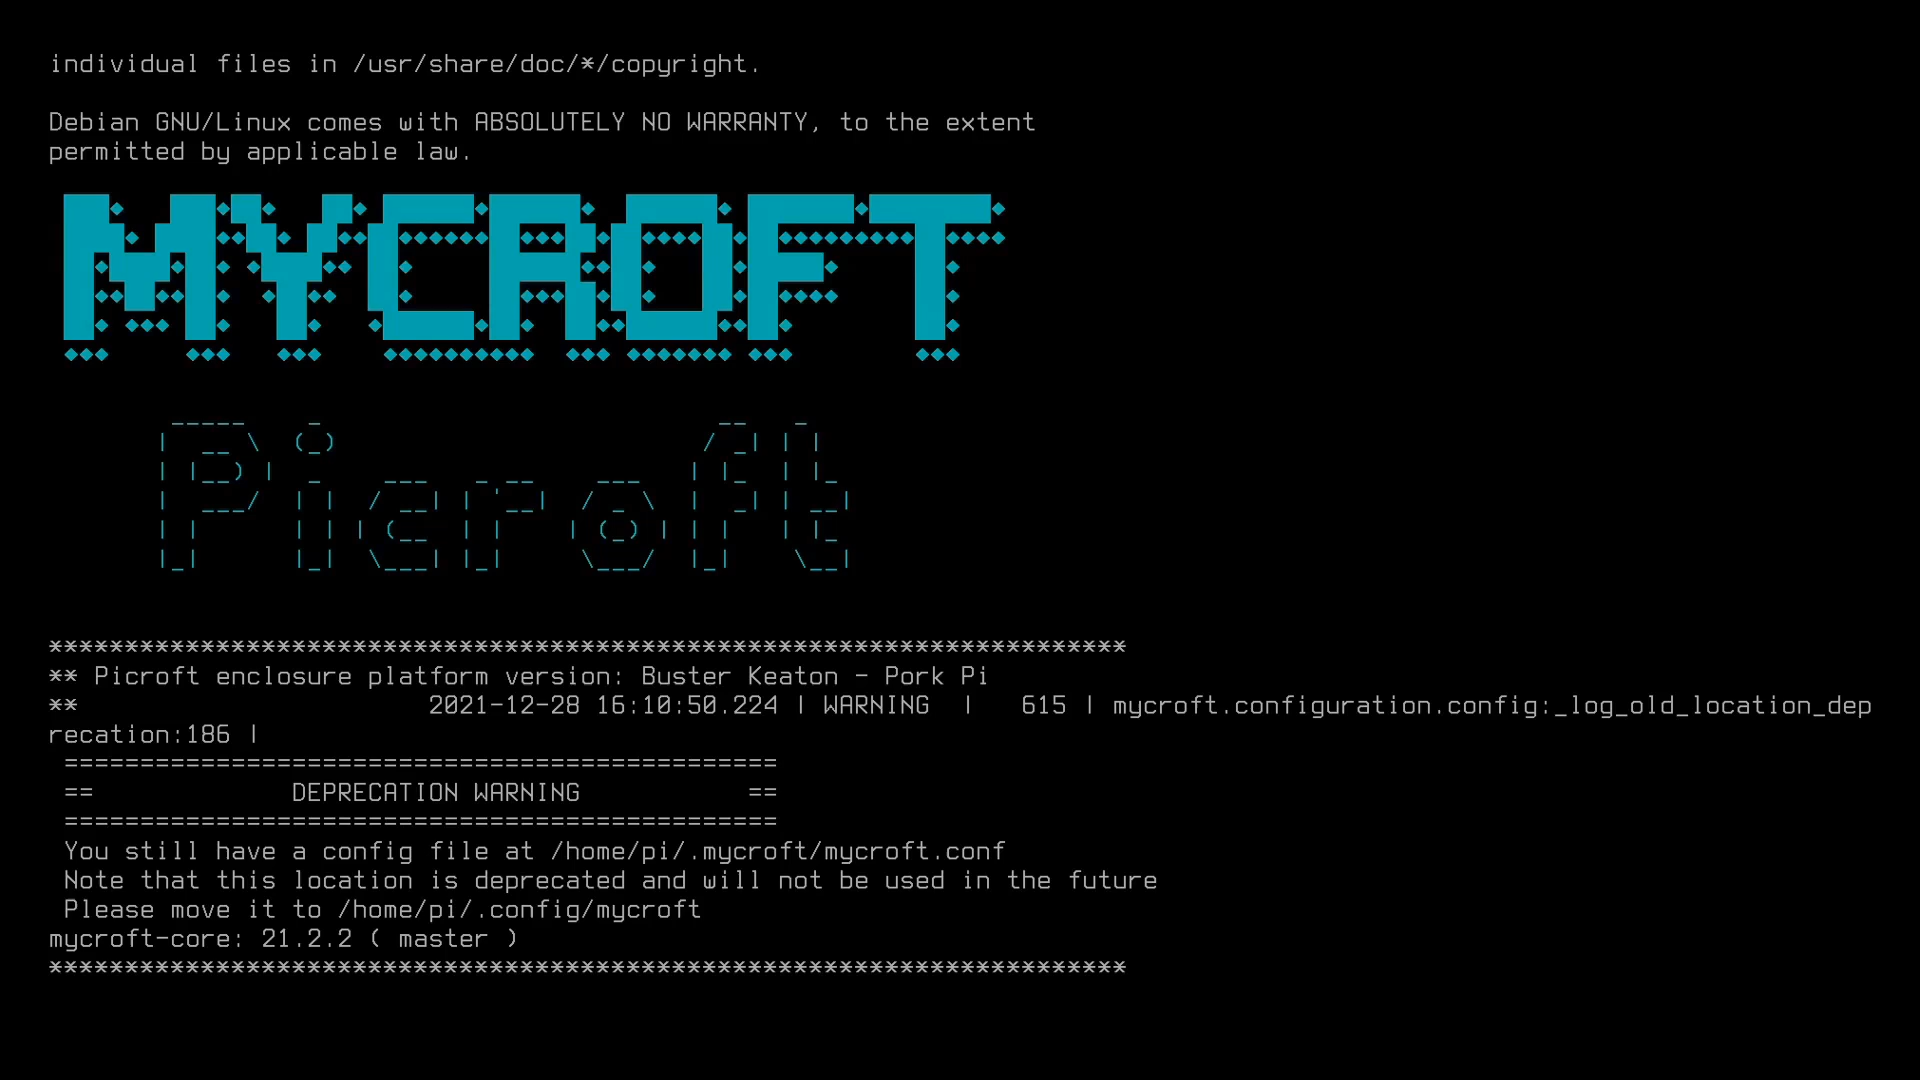 individual files in /usr/share/doc/*/copyright.
Debian GNU/Linux comes with ABSOLUTELY NO WARRANTY, to the extent
permitted by applicable law.
MYCROFT
Picroft
***********************************************************************
** Picroft enclosure platform version: Buster Keaton - Pork Pi
** 2021-12-28 16:10:50.224 | WARNING | 615 | mycroft.configuration.config:_log_old_location_dep
recation:186 |
===============================================
== DEPRECATION WARNING ==
===============================================
You still have a config file at /home/pi/.mycroft/mycroft.conf
Note that this location is deprecated and will not be used in the future
Please move it to /home/pi/.config/mycroft
mycroft-core: 21.2.2 ( master )
***********************************************************************